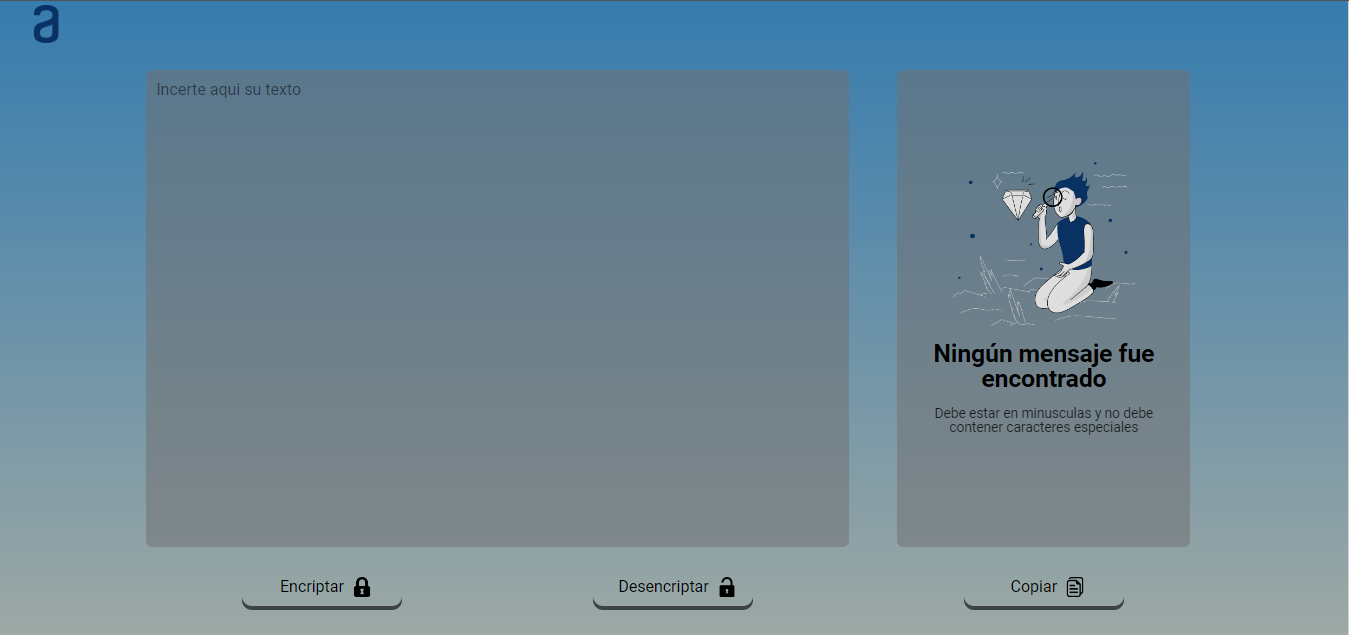 a
Incerte aqui su texto
Ningún mensaje fue
encontrado
Debe estar en minusculas y no debe
contener caracteres especiales
Encriptar
Desencriptar
Copiar